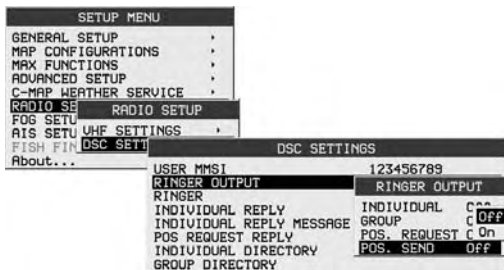 SETUP MENU
GENERAL SETUP
MAP CONFIGURATIONS
MAX FUNCTIONS
ADVANCED SETUP
C-MAP WEATHER SERVICE
RADIO SE
FOG SETU
AIS SETU
FISH FIN
About...
RADIO SETUP
VHF SETTINGS
DSC SETT
DSC SETTINGS
USER MMSI 123456789
RINGER OUTPUT
RINGER
INDIVIDUAL REPLY
INDIVIDUAL REPLY MESSAGE
POS REQUEST REPLY
INDIVIDUAL DIRECTORY
GROUP DIRECTORY
RINGER OUTPUT
INDIVIDUAL
GROUP
POS. REQUEST
POS. SEND Off
Off
On